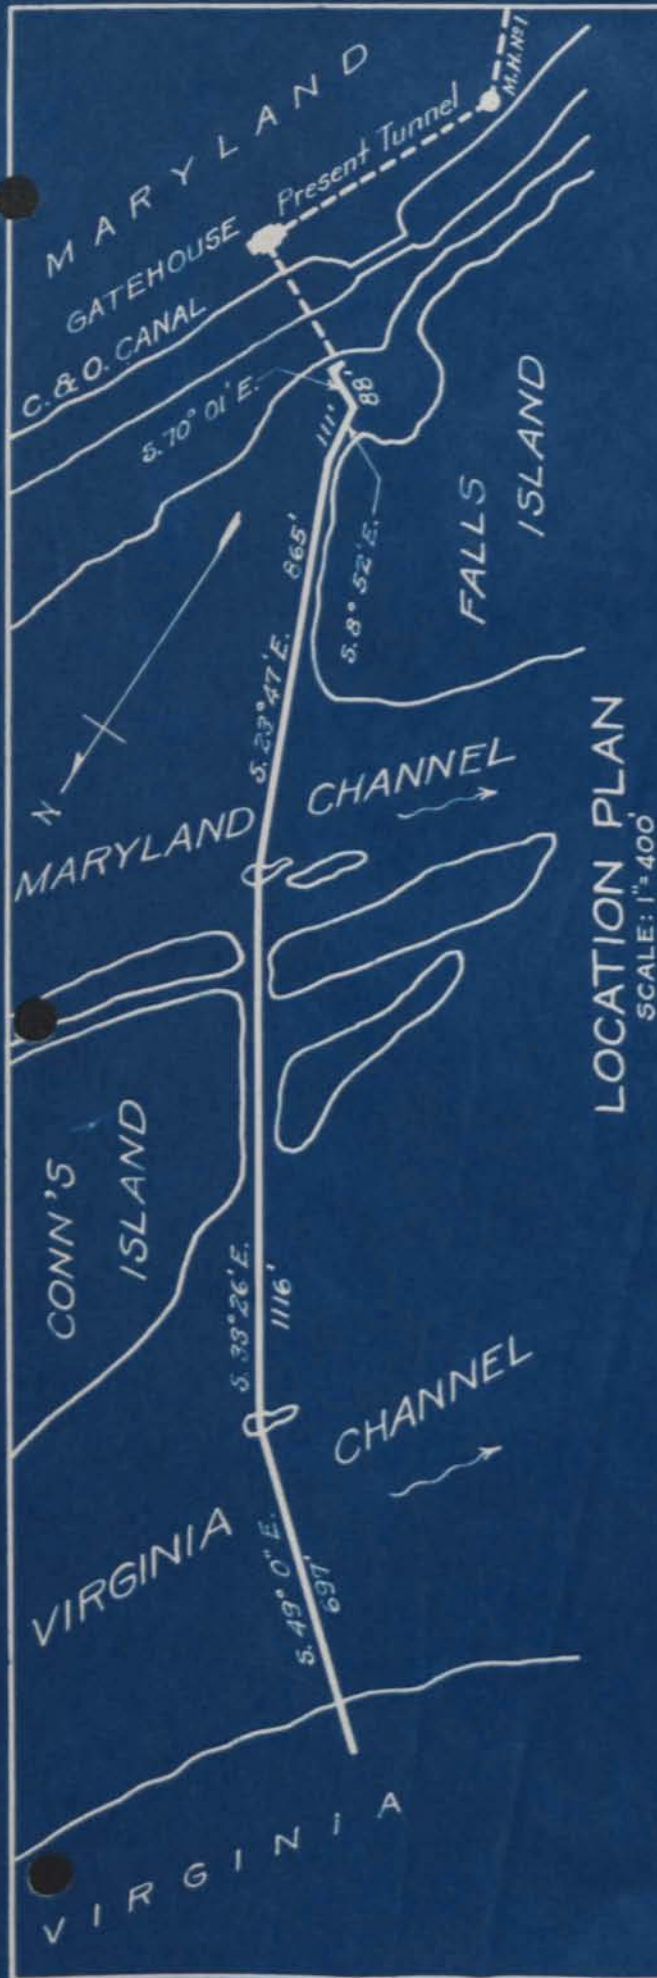 MARYLAND
M.H. Nº1
Present Tunnel
GATEHOUSE
C. & O. CANAL
S. 70° 01' E.
88'
111'
S. 8° 52' E.
865'
S. 23° 47' E.
FALLS
ISLAND
N
MARYLAND CHANNEL
CONN'S
ISLAND
S. 33° 26' E.
1116'
VIRGINIA CHANNEL
S. 49° 0" E.
697'
VIRGINIA
LOCATION PLAN
SCALE: 1" = 400'